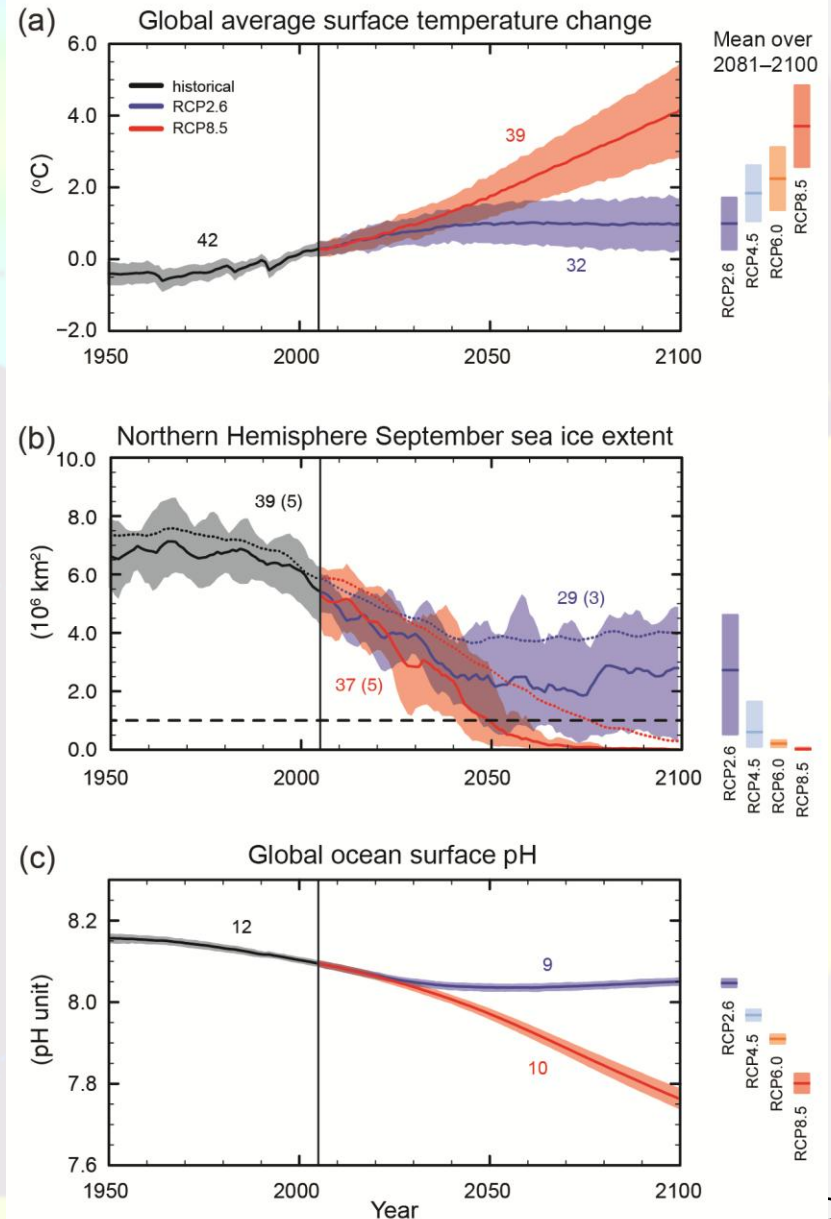 (a) Global average surface temperature change
Mean over
2081–2100
6.0
4.0
2.0
0.0
−2.0
(°C)
historical
RCP2.6
RCP8.5
42
39
32
1950 2000 2050 2100
RCP2.6
RCP4.5
RCP6.0
RCP8.5
(b) Northern Hemisphere September sea ice extent
10.0
8.0
6.0
4.0
2.0
0.0
(10⁶ km²)
39 (5)
29 (3)
37 (5)
1950 2000 2050 2100
RCP2.6
RCP4.5
RCP6.0
RCP8.5
(c) Global ocean surface pH
8.2
8.0
7.8
7.6
(pH unit)
12
9
10
1950 2000 2050 2100
Year
RCP2.6
RCP4.5
RCP6.0
RCP8.5